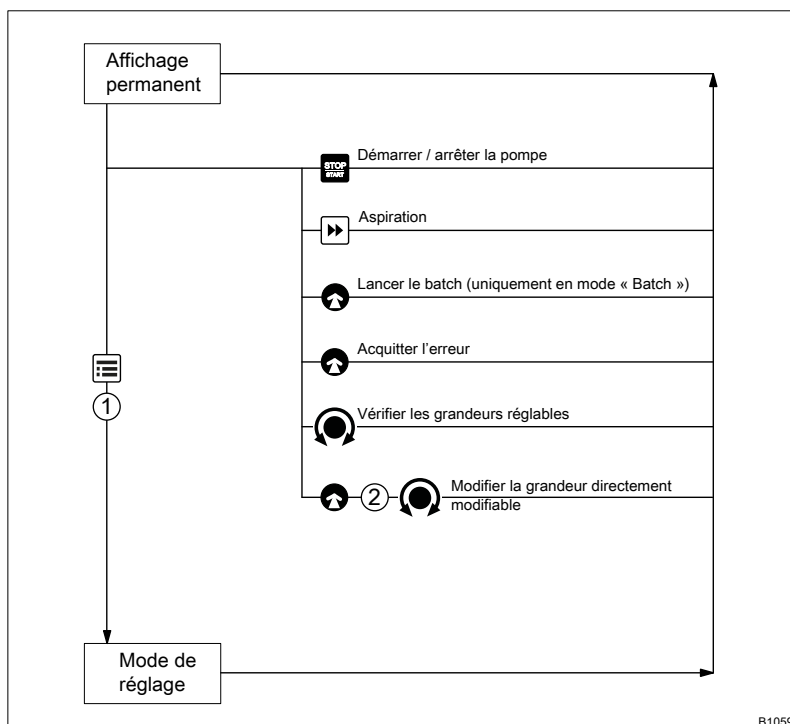 Affichage
permanent
STOP
START
Démarrer / arrêter la pompe
Aspiration
Lancer le batch (uniquement en mode « Batch »)
1
Acquitter l'erreur
Vérifier les grandeurs réglables
2
Modifier la grandeur directement
modifiable
Mode de
réglage
B1059